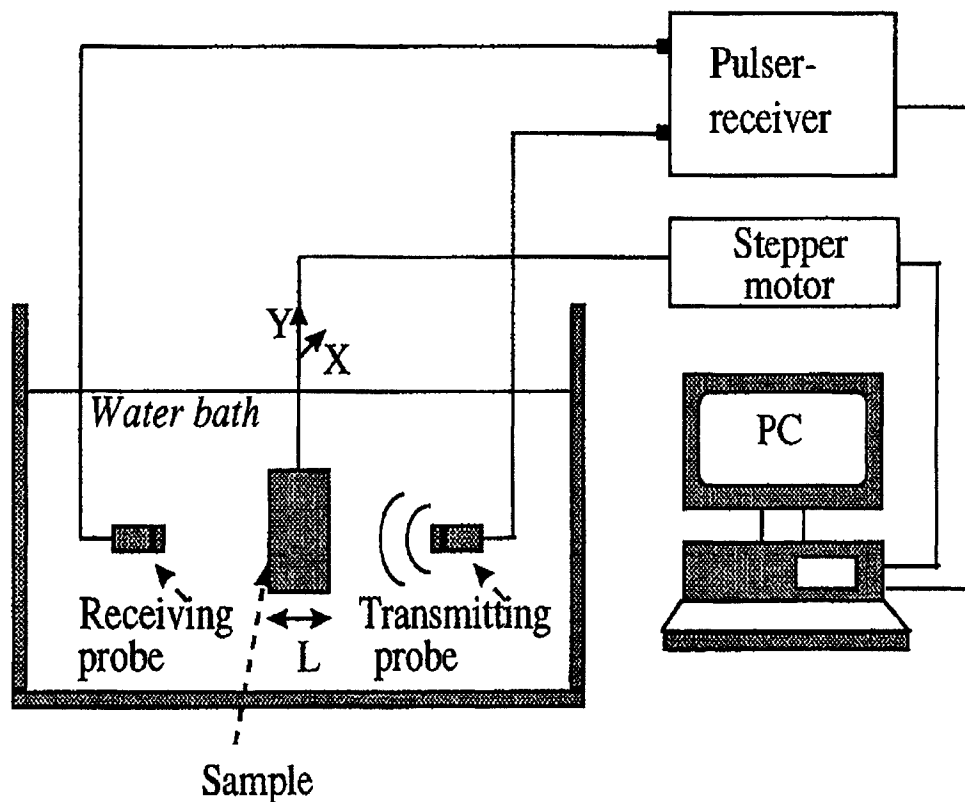 Pulser-
receiver
Stepper
motor
Y
X
Water bath
PC
Receiving
probe
L
Transmitting
probe
Sample